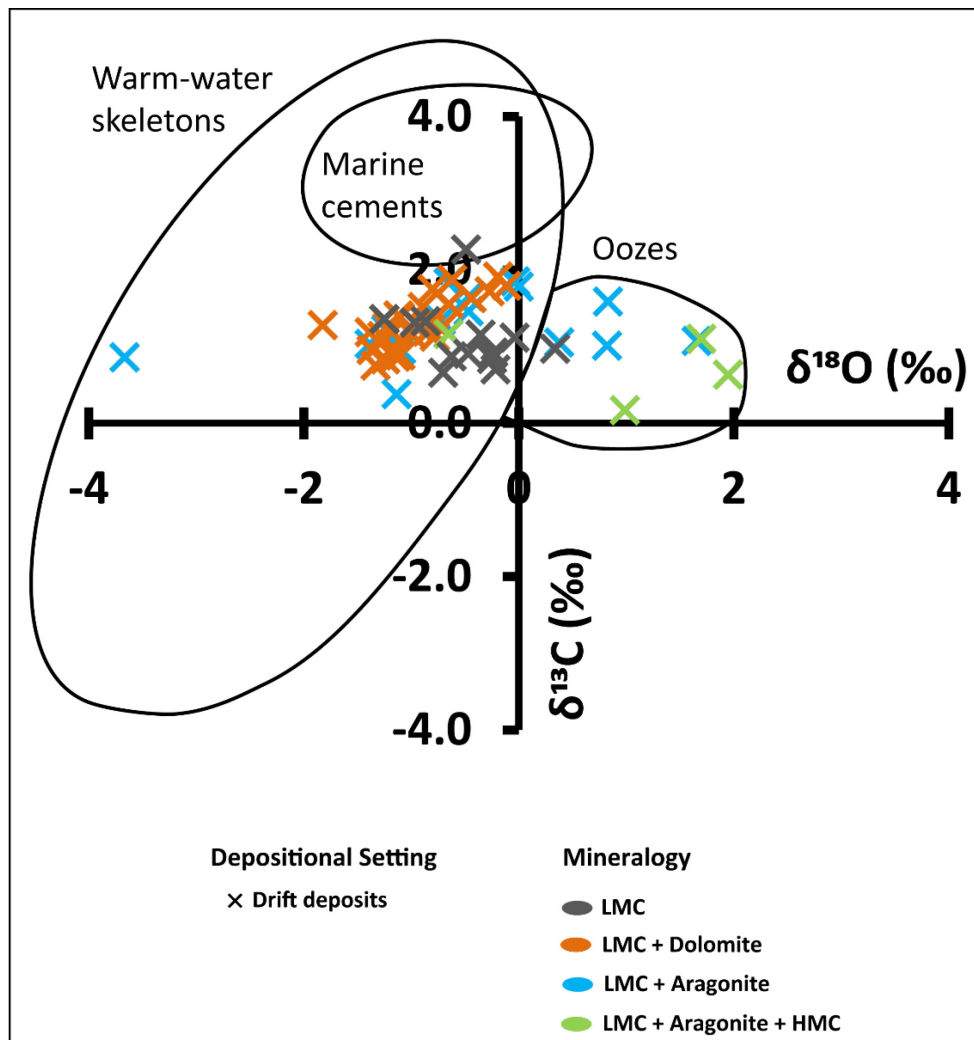 Warm-water
skeletons
Marine
cements
Oozes
4.0
2.0
0.0
-2.0
-4.0
-4
-2
0
2
4
δ¹⁸O (‰)
δ¹³C (‰)
Depositional Setting
× Drift deposits
Mineralogy
LMC
LMC + Dolomite
LMC + Aragonite
LMC + Aragonite + HMC